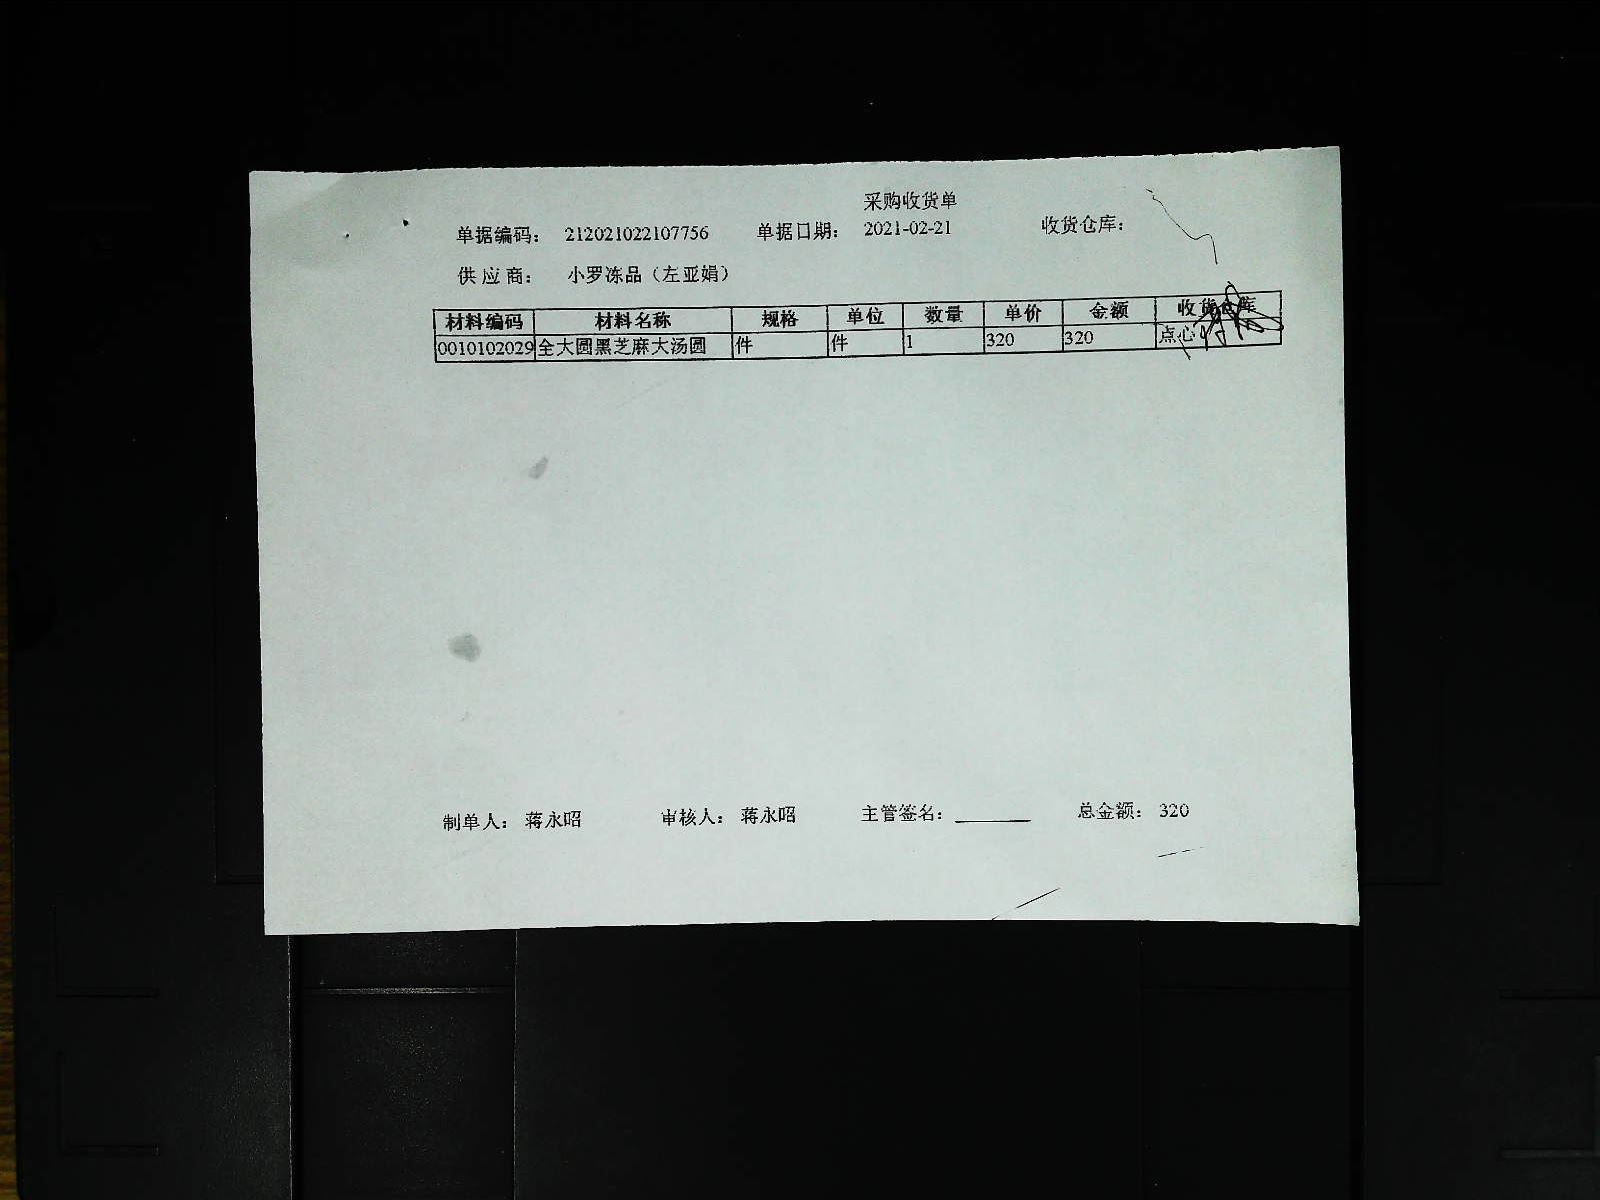 采购收货单
单据编码： 212021022107756 单据日期： 2021-02-21 收货仓库：
供 应 商： 小罗冻品（左亚娟）
材料编码 材料名称 规格 单位 数量 单价 金额 收货仓库
0010102029 全大圆黑芝麻大汤圆 件 件 1 320 320 点心
制单人： 蒋永昭 审核人： 蒋永昭 主管签名： 总金额： 320